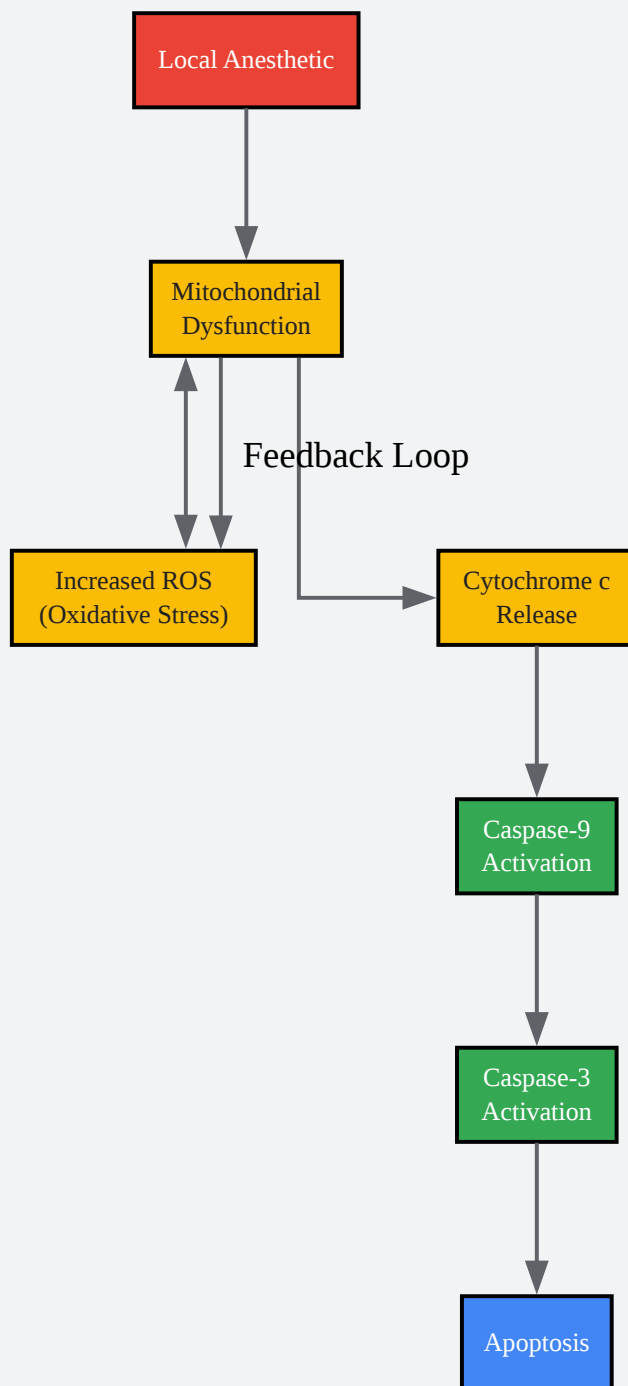 Local Anesthetic
Mitochondrial
Dysfunction
Feedback Loop
Increased ROS
(Oxidative Stress)
Cytochrome c
Release
Caspase-9
Activation
Caspase-3
Activation
Apoptosis